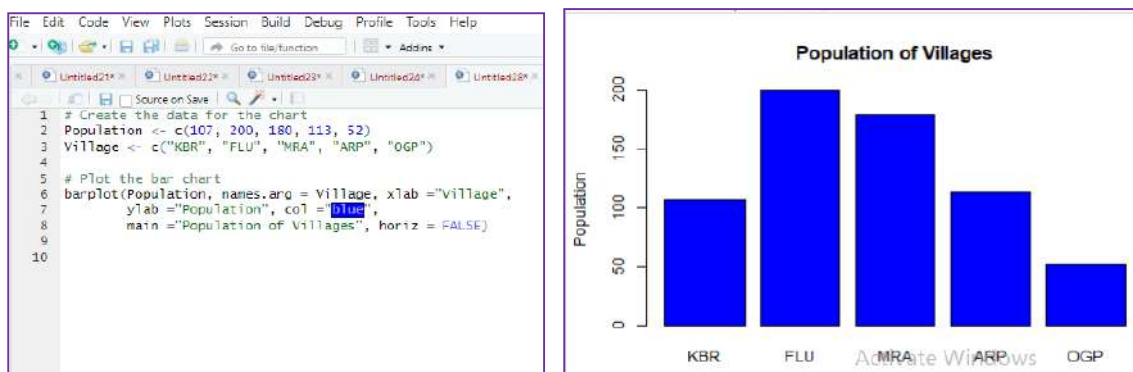 File Edit Code View Plots Session Build Debug Profile Tools Help
Go to file/function Addins
Untitled21* Untitled22* Untitled23* Untitled24* Untitled28*
Source on Save
1 # Create the data for the chart
2 Population <- c(107, 200, 180, 113, 52)
3 Village <- c("KBR", "FLU", "MRA", "ARP", "OGP")
4
5 # Plot the bar chart
6 barplot(Population, names.arg = Village, xlab ="Village",
7 ylab ="Population", col ="blue",
8 main ="Population of Villages", horiz = FALSE)
9
10
Population of Villages
Population
200
150
100
50
0
KBR FLU MRA ARP OGP
Activate Windows